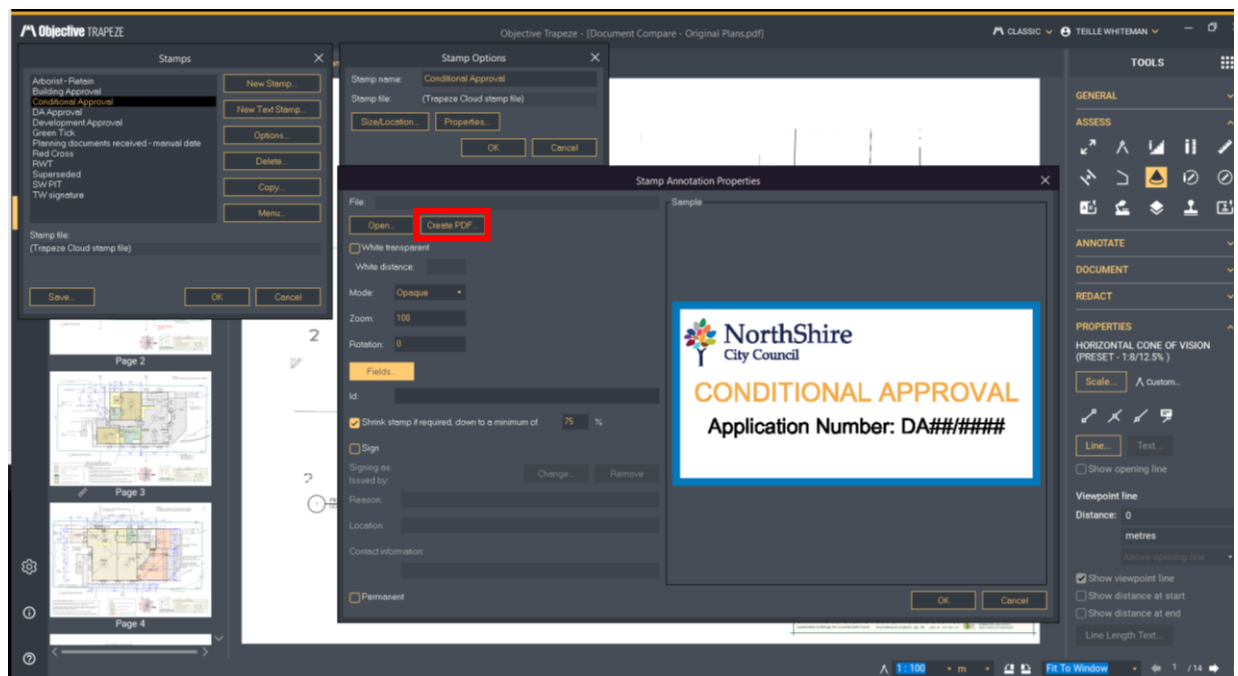 Objective TRAPEZE
Objective Trapeze - [Document Compare - Original Plans.pdf]
CLASSIC
TEILLE WHITEMAN
Stamps
Arborist - Retain
Building Approval
Conditional Approval
DA Approval
Development Approval
Green Tick
Planning documents received - manual date
Red Cross
RWT
Superseded
SW PIT
TW signature
New Stamp...
New Text Stamp...
Options...
Delete...
Copy...
Menu...
Stamp file:
(Trapeze Cloud stamp file)
Save...
OK
Cancel
Stamp Options
Stamp name: Conditional Approval
Stamp file: (Trapeze Cloud stamp file)
Size/Location...
Properties...
OK
Cancel
Stamp Annotation Properties
File:
Open...
Create PDF...
White transparent
White distance:
Mode: Opaque
Zoom: 100
Rotation: 0
Fields...
Id:
Shrink stamp if required, down to a minimum of 75 %
Sign
Signing as:
Issued by:
Change...
Remove
Reason:
Location:
Contact information:
Permanent
Sample
NorthShire
City Council
CONDITIONAL APPROVAL
Application Number: DA##/####
OK
Cancel
2
Page 2
Page 3
Page 4
TOOLS
GENERAL
ASSESS
ANNOTATE
DOCUMENT
REDACT
PROPERTIES
HORIZONTAL CONE OF VISION
(PRESET - 1:8/12.5% )
Scale...
Custom...
Line...
Text...
Show opening line
Viewpoint line
Distance: 0
metres
Above opening line
Show viewpoint line
Show distance at start
Show distance at end
Line Length Text...
1 : 100
m
Fit To Window
1 / 14